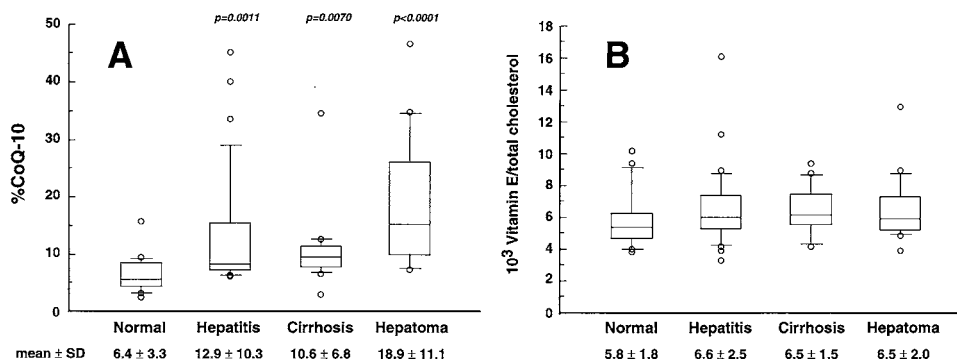 p=0.0011 p=0.0070 p<0.0001
A
%CoQ-10
50
40
30
20
10
0
Normal Hepatitis Cirrhosis Hepatoma
mean ± SD 6.4 ± 3.3 12.9 ± 10.3 10.6 ± 6.8 18.9 ± 11.1
B
10³ Vitamin E/total cholesterol
18
16
14
12
10
8
6
4
2
0
Normal Hepatitis Cirrhosis Hepatoma
5.8 ± 1.8 6.6 ± 2.5 6.5 ± 1.5 6.5 ± 2.0